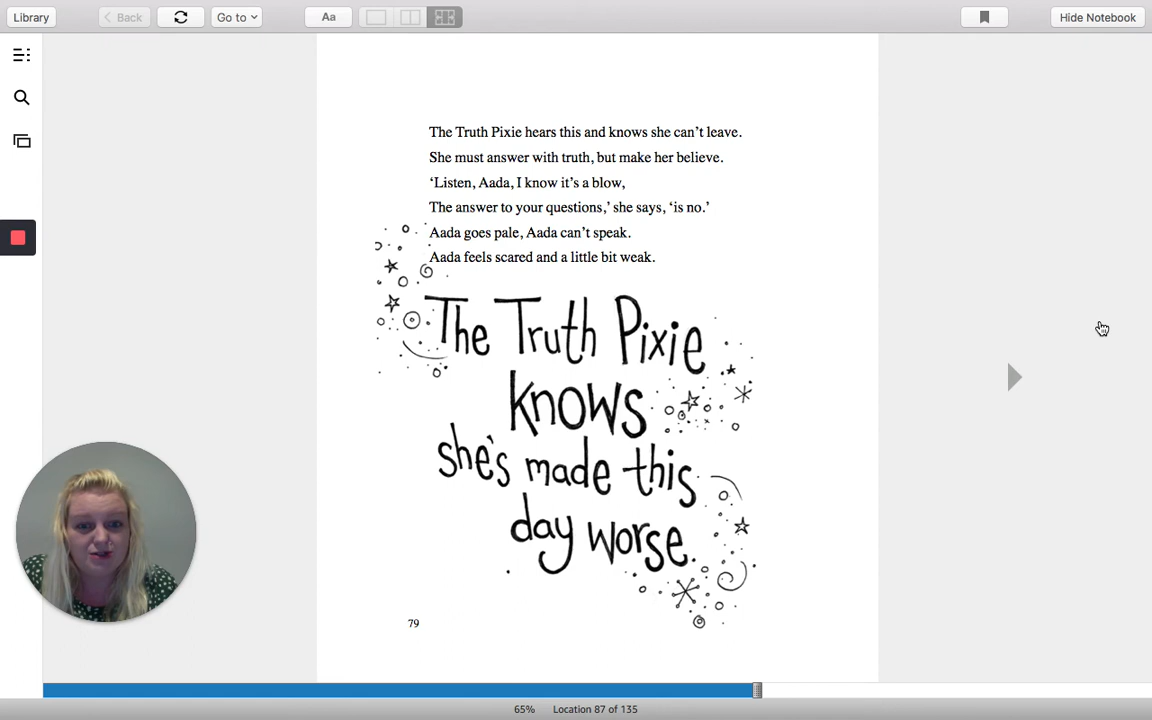 Library
Back
Go to
Aa
Hide Notebook
The Truth Pixie hears this and knows she can’t leave.
She must answer with truth, but make her believe.
‘Listen, Aada, I know it’s a blow,
The answer to your questions,’ she says, ‘is no.’
Aada goes pale, Aada can’t speak.
Aada feels scared and a little bit weak.
The Truth Pixie
knows
she's made this
day worse.
79
65%
Location 87 of 135